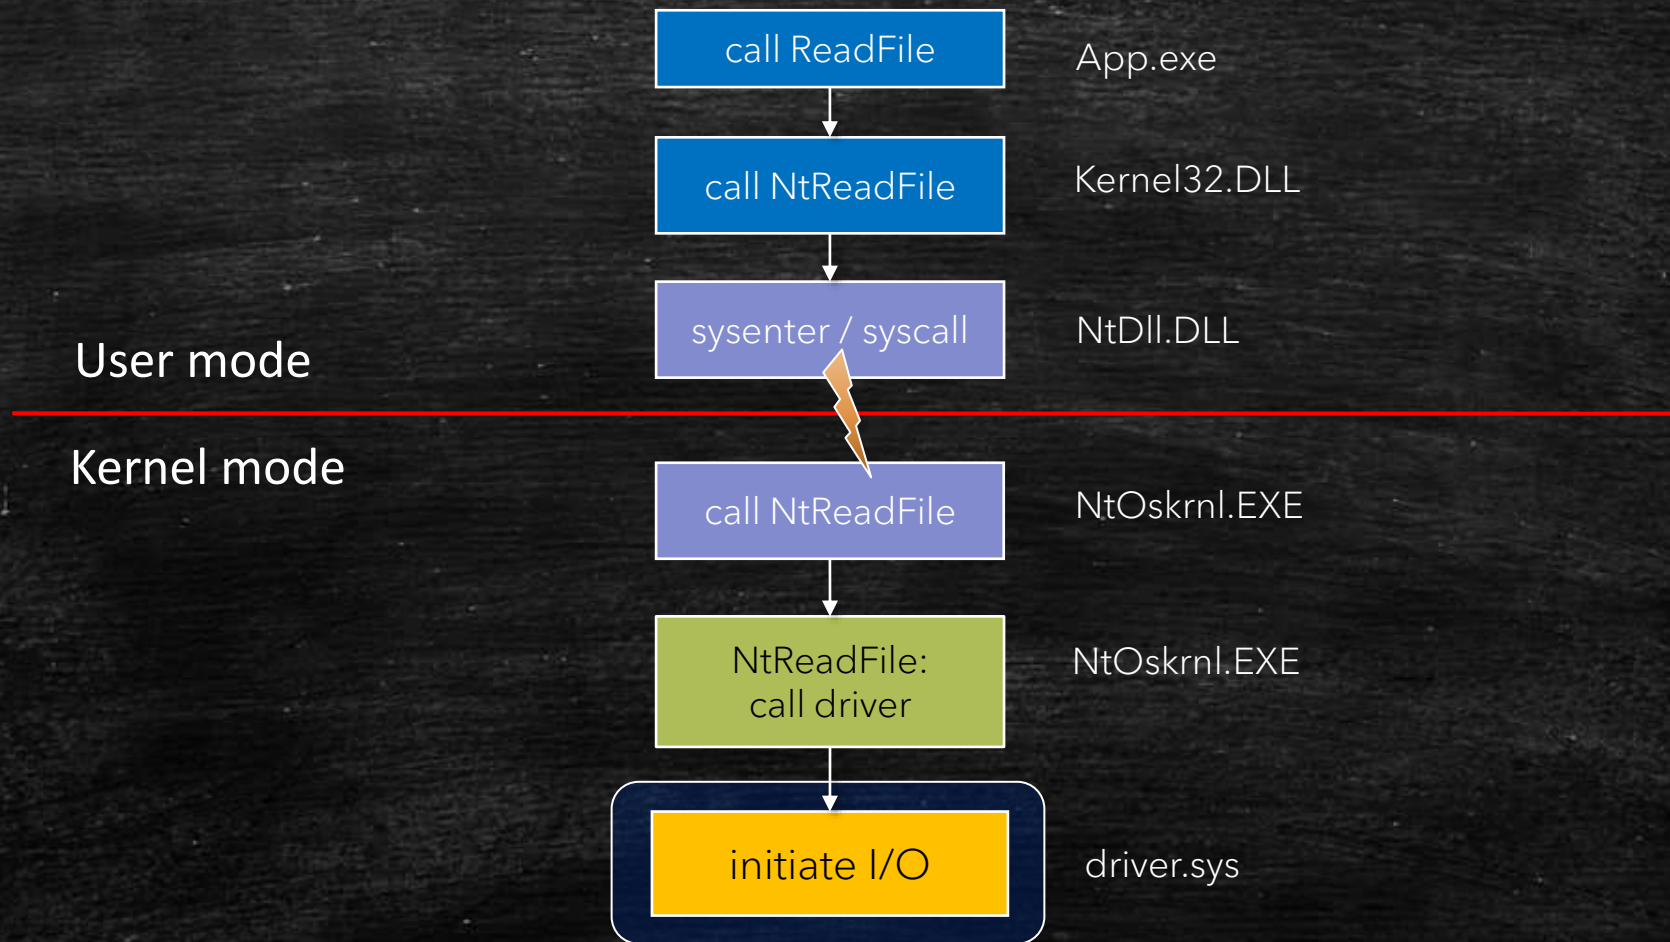 call ReadFile
App.exe
call NtReadFile
Kernel32.DLL
sysenter / syscall
NtDll.DLL
User mode
Kernel mode
call NtReadFile
NtOskrnl.EXE
NtReadFile:
call driver
NtOskrnl.EXE
initiate I/O
driver.sys